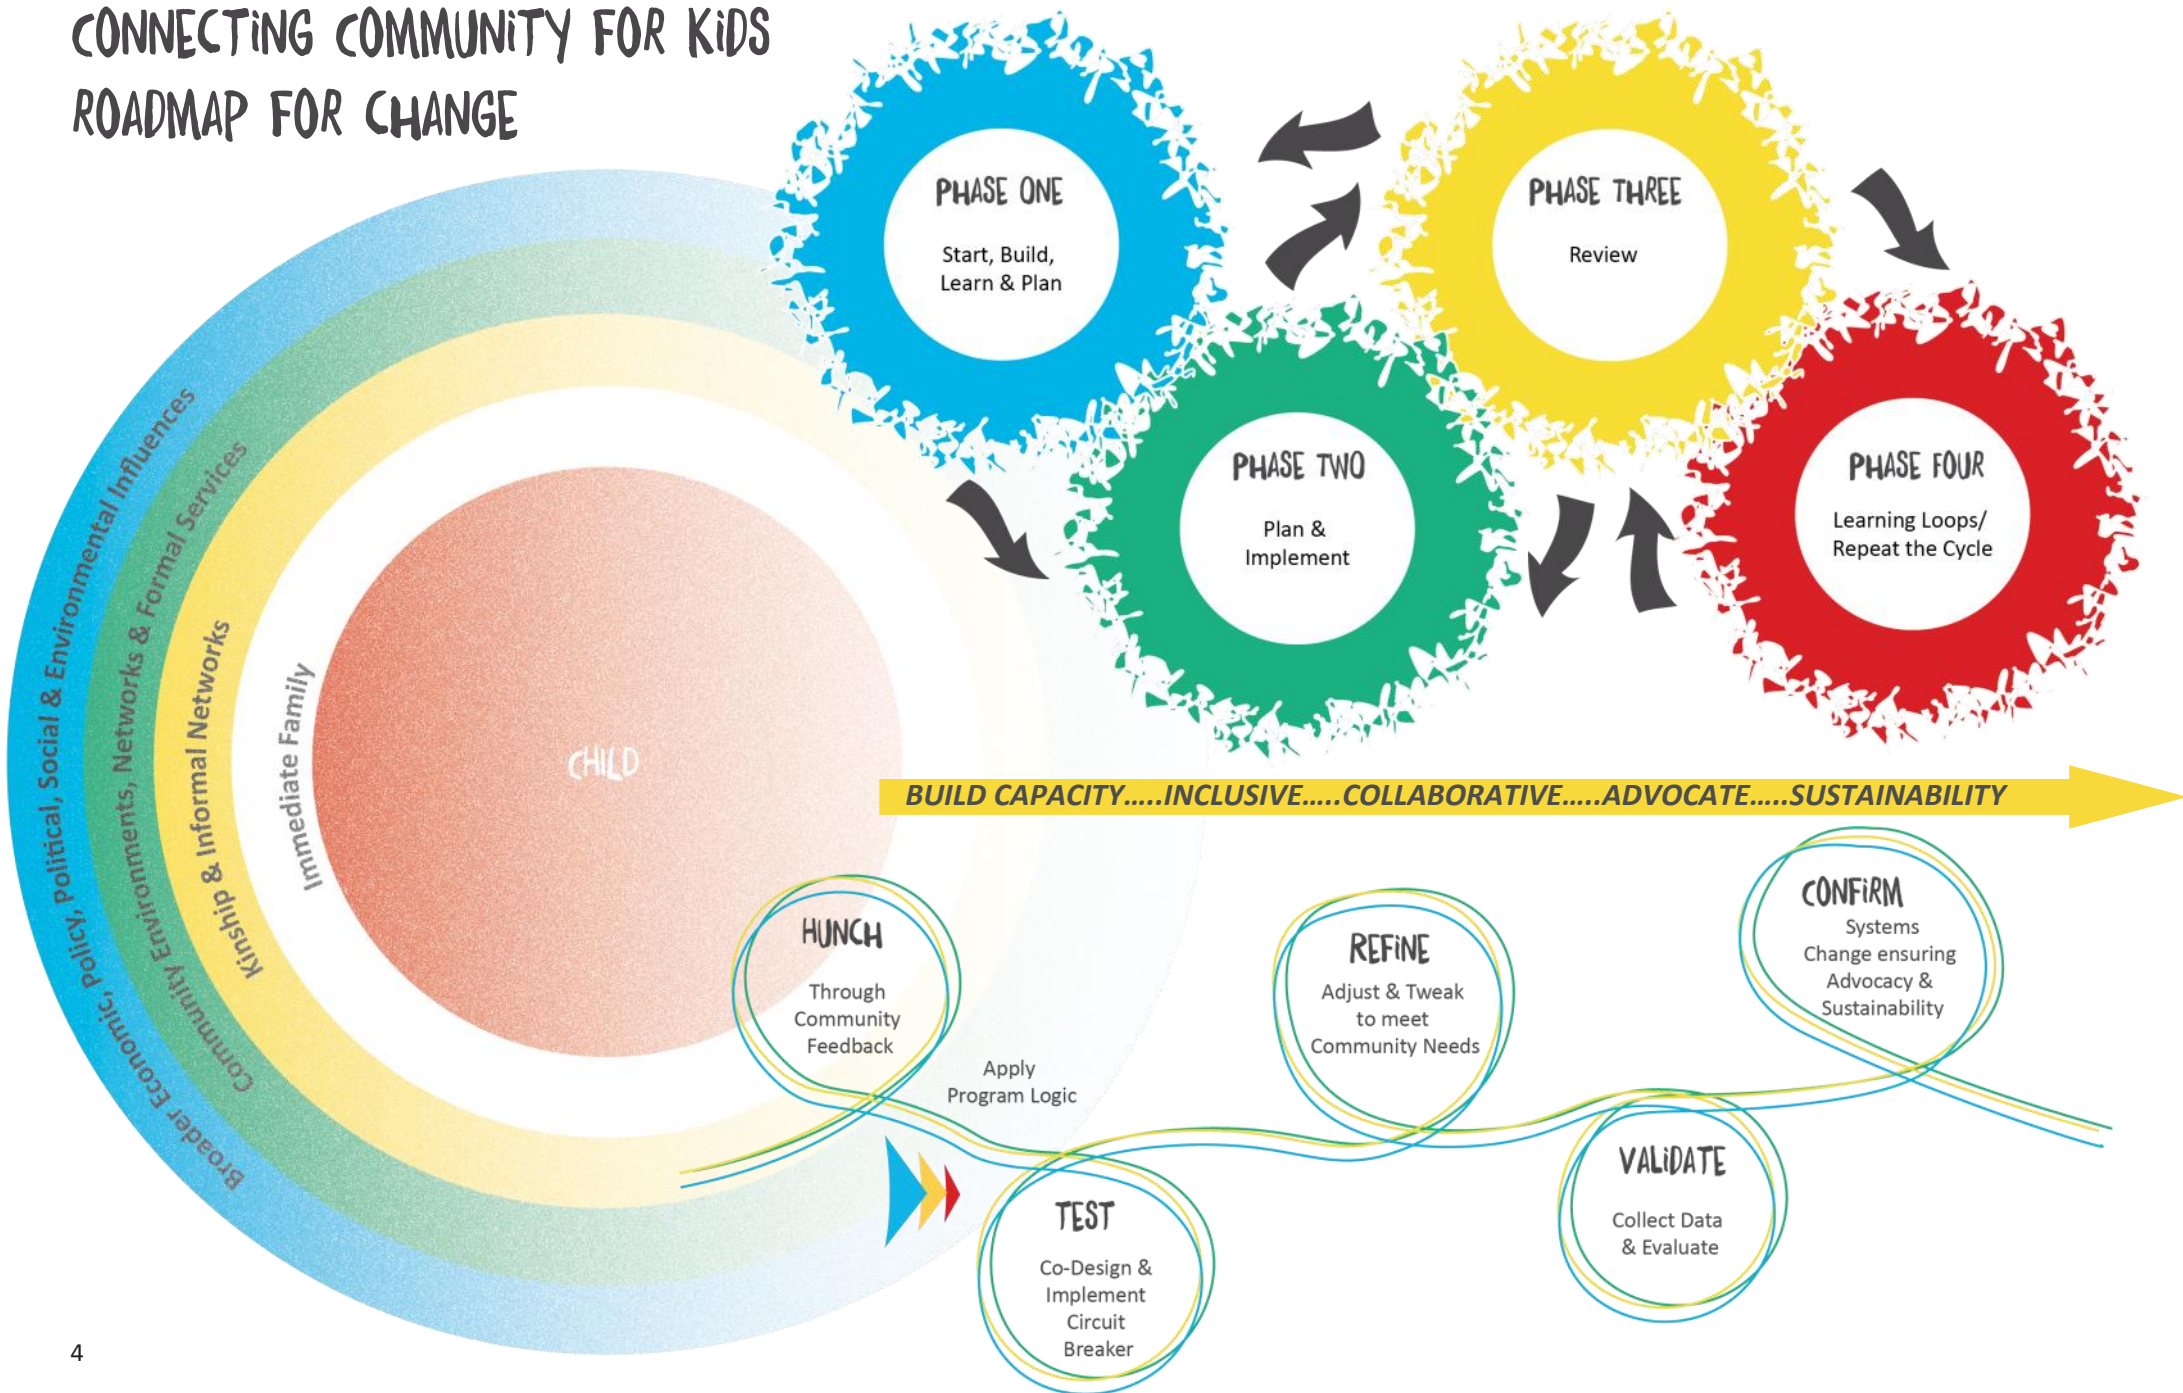 CONNECTiNG COMMUNiTY FOR KiDS
ROADMAP FOR CHANGE
PHASE ONE
Start, Build,
Learn & Plan
PHASE TWO
Plan &
Implement
PHASE THREE
Review
PHASE FOUR
Learning Loops/
Repeat the Cycle
Broader Economic, Policy, Political, Social & Environmental Influences
Community Environments, Networks & Formal Services
Kinship & Informal Networks
Immediate Family
CHILD
BUILD CAPACITY.....INCLUSIVE.....COLLABORATIVE.....ADVOCATE.....SUSTAINABILITY
HUNCH
Through
Community
Feedback
Apply
Program Logic
TEST
Co-Design &
Implement
Circuit
Breaker
REFiNE
Adjust & Tweak
to meet
Community Needs
VALiDATE
Collect Data
& Evaluate
CONFiRM
Systems
Change ensuring
Advocacy &
Sustainability
4